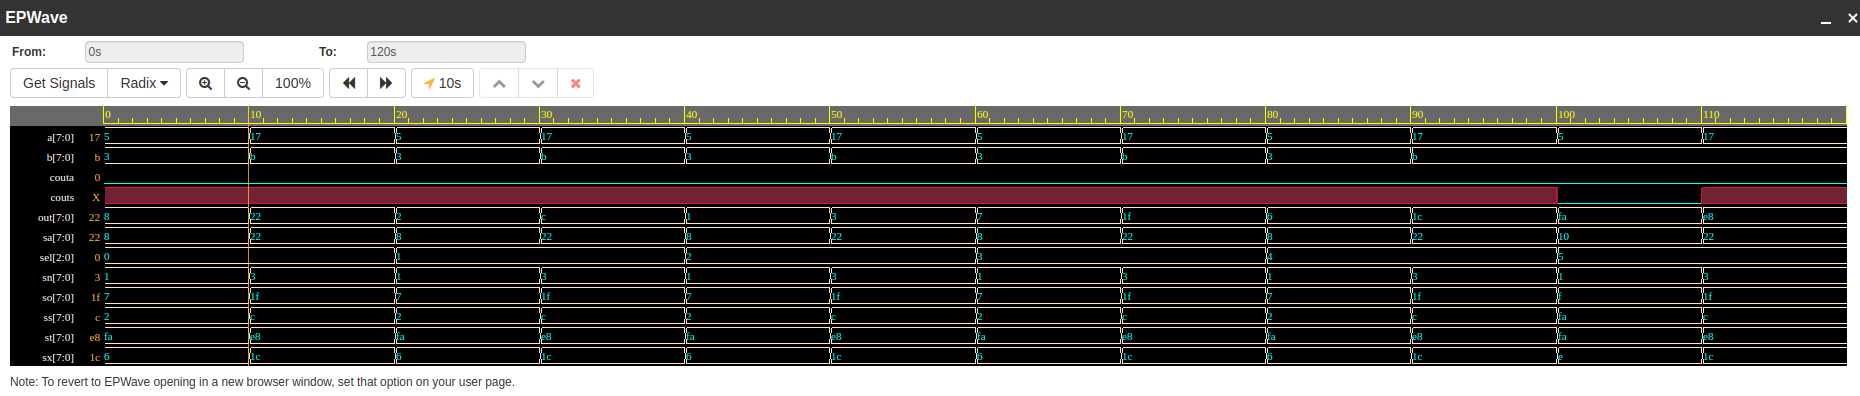 EPWave
From: 0s To: 120s
Get Signals Radix 100% 10s
0 10 20 30 40 50 60 70 80 90 100 110
a[7:0] 17 5 17 5 17 5 17 5 17 5 17 5 17
b[7:0] b 3 b 3 b 3 b 3 b 3 b
couta 0
couts X
out[7:0] 22 8 22 2 c 1 3 7 1f 6 1c fa e8
sa[7:0] 22 8 22 8 22 8 22 8 22 8 22 10 22
sel[2:0] 0 0 1 2 3 4 5
sn[7:0] 3 1 3 1 3 1 3 1 3 1 3 1 3
so[7:0] 1f 7 1f 7 1f 7 1f 7 1f 7 1f f 1f
ss[7:0] c 2 c 2 c 2 c 2 c 2 c fa c
st[7:0] e8 fa e8 fa e8 fa e8 fa e8 fa e8 fa e8
sx[7:0] 1c 6 1c 6 1c 6 1c 6 1c 6 1c e 1c
Note: To revert to EPWave opening in a new browser window, set that option on your user page.